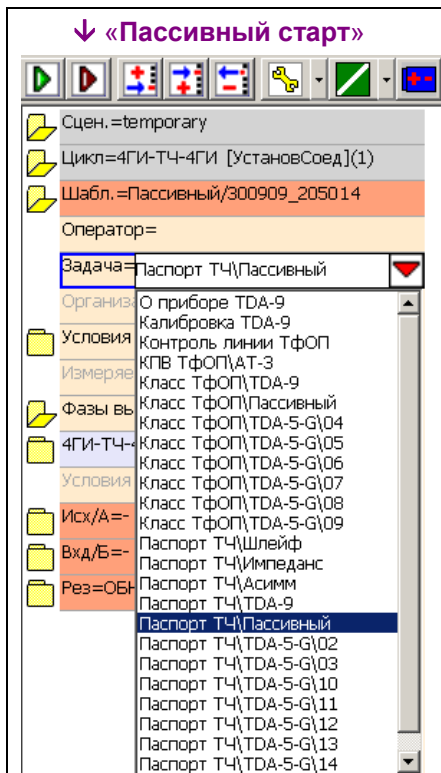 ↓ «Пассивный старт»
Сцен.=temporary
Цикл=4ГИ-ТЧ-4ГИ [УстановСоед](1)
Шабл.=Пассивный/300909_205014
Оператор=
Задача=Паспорт ТЧ\Пассивный
О приборе TDA-9
Калибровка TDA-9
Контроль линии ТфОП
КПВ ТфОП\АТ-3
Класс ТфОП\TDA-9
Класс ТфОП\Пассивный
Класс ТфОП\TDA-5-G\04
Класс ТфОП\TDA-5-G\05
Класс ТфОП\TDA-5-G\06
Класс ТфОП\TDA-5-G\07
Класс ТфОП\TDA-5-G\08
Класс ТфОП\TDA-5-G\09
Паспорт ТЧ\Шлейф
Паспорт ТЧ\Импеданс
Паспорт ТЧ\Асимм
Паспорт ТЧ\TDA-9
Паспорт ТЧ\Пассивный
Паспорт ТЧ\TDA-5-G\02
Паспорт ТЧ\TDA-5-G\03
Паспорт ТЧ\TDA-5-G\10
Паспорт ТЧ\TDA-5-G\11
Паспорт ТЧ\TDA-5-G\12
Паспорт ТЧ\TDA-5-G\13
Паспорт ТЧ\TDA-5-G\14
Организа
Условия
Измеряе
Фазы вы
4ГИ-ТЧ-4
Условия
Исх/А=-
Вхд/Б=-
Рез=ОБН